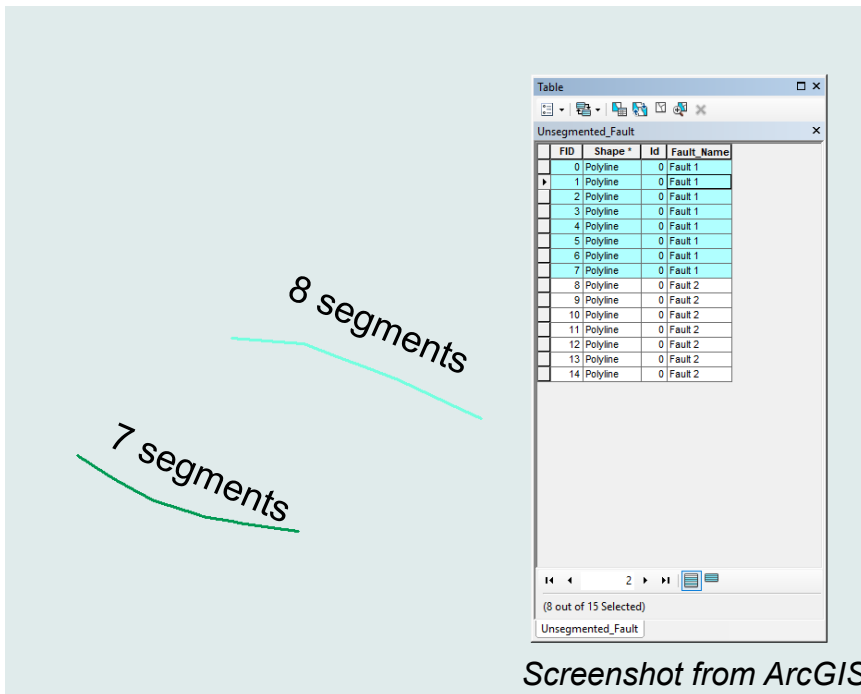 8 segments
7 segments
Table
Unsegmented_Fault
FID Shape * Id Fault_Name
0 Polyline 0 Fault 1
1 Polyline 0 Fault 1
2 Polyline 0 Fault 1
3 Polyline 0 Fault 1
4 Polyline 0 Fault 1
5 Polyline 0 Fault 1
6 Polyline 0 Fault 1
7 Polyline 0 Fault 1
8 Polyline 0 Fault 2
9 Polyline 0 Fault 2
10 Polyline 0 Fault 2
11 Polyline 0 Fault 2
12 Polyline 0 Fault 2
13 Polyline 0 Fault 2
14 Polyline 0 Fault 2
2
(8 out of 15 Selected)
Unsegmented_Fault
Screenshot from ArcGIS